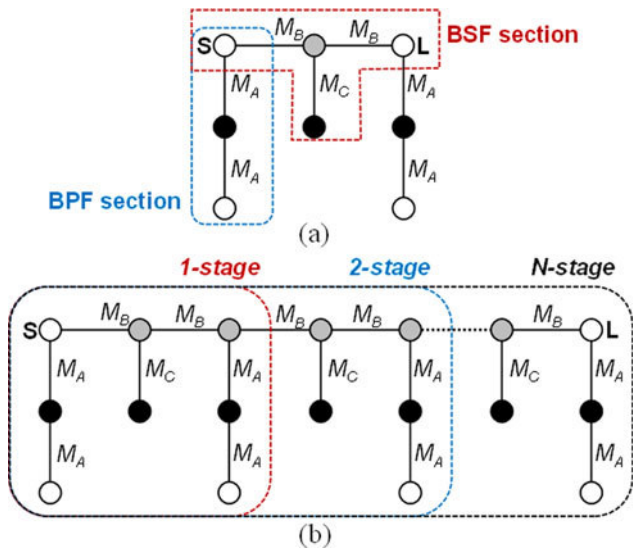 M_B M_B
S L BSF section
M_A M_C M_A
M_A M_A
BPF section
(a)
1-stage 2-stage N-stage
S M_B M_B M_B M_B M_B L
M_A M_C M_A M_C M_A M_C M_A
M_A M_A M_A M_A
(b)